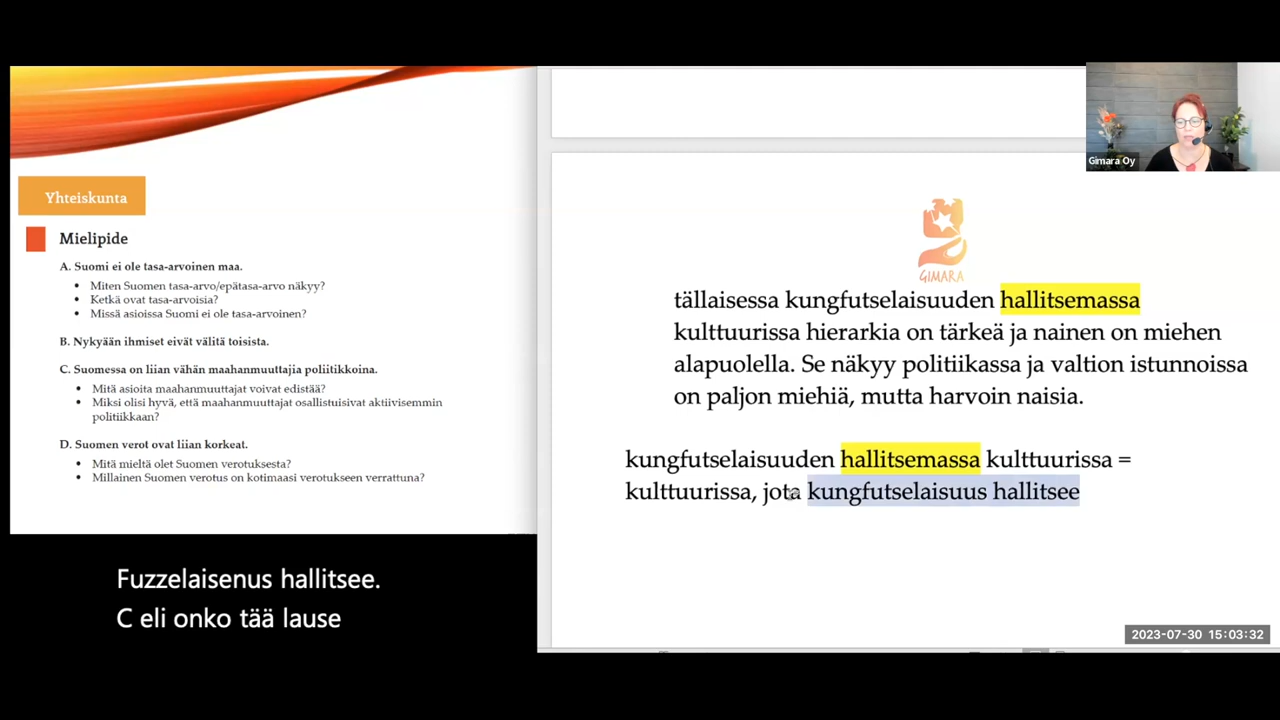 Yhteiskunta
Mielipide
A. Suomi ei ole tasa-arvoinen maa.
• Miten Suomen tasa-arvo/epätasa-arvo näkyy?
• Ketkä ovat tasa-arvoisia?
• Missä asioissa Suomi ei ole tasa-arvoinen?
B. Nykyään ihmiset eivät välitä toisista.
C. Suomessa on liian vähän maahanmuuttajia poliitikkoina.
• Mitä asioita maahanmuuttajat voivat edistää?
• Miksi olisi hyvä, että maahanmuuttajat osallistuisivat aktiivisemmin
politiikkaan?
D. Suomen verot ovat liian korkeat.
• Mitä mieltä olet Suomen verotuksesta?
• Millainen Suomen verotus on kotimaasi verotukseen verrattuna?
Fuzzelaisenus hallitsee.
C eli onko tää lause
GIMARA
tällaisessa kungfutselaisuuden hallitsemassa
kulttuurissa hierarkia on tärkeä ja nainen on miehen
alapuolella. Se näkyy politiikassa ja valtion istunnoissa
on paljon miehiä, mutta harvoin naisia.
kungfutselaisuuden hallitsemassa kulttuurissa =
kulttuurissa, jota kungfutselaisuus hallitsee
Gimara Oy
2023-07-30 15:03:32